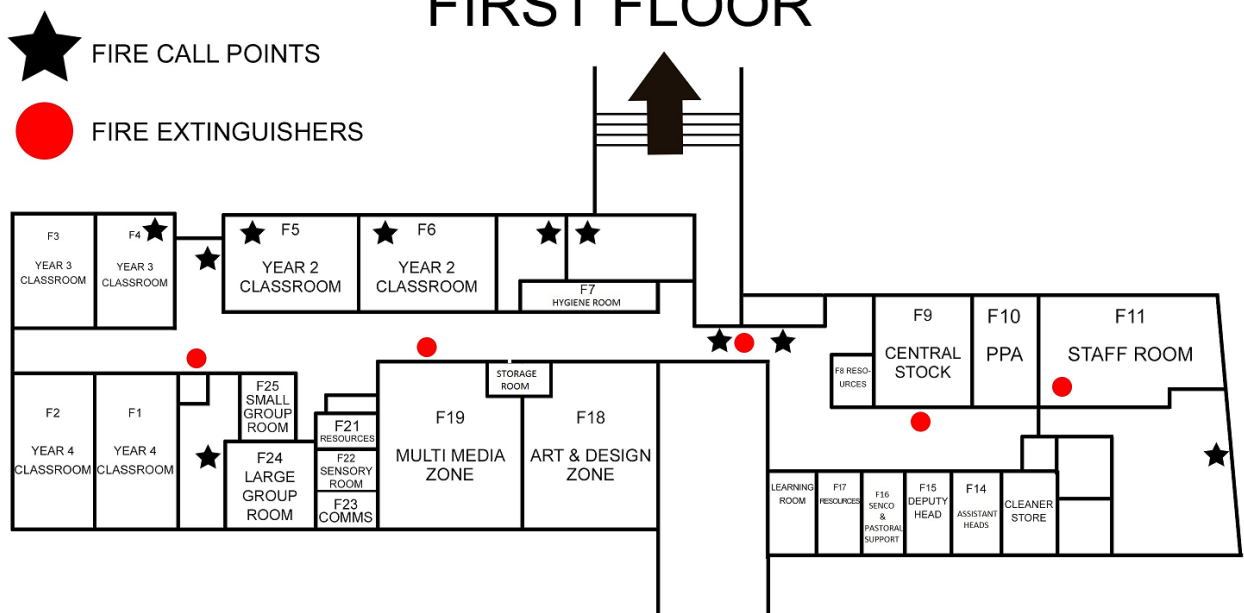 FIRST FLOOR
FIRE CALL POINTS
FIRE EXTINGUISHERS
F3
YEAR 3
CLASSROOM
F4
YEAR 3
CLASSROOM
F5
YEAR 2
CLASSROOM
F6
YEAR 2
CLASSROOM
F7
HYGIENE ROOM
F8 RESO-
URCES
F9
CENTRAL
STOCK
F10
PPA
F11
STAFF ROOM
F2
YEAR 4
CLASSROOM
F1
YEAR 4
CLASSROOM
F25
SMALL
GROUP
ROOM
F24
LARGE
GROUP
ROOM
F21
RESOURCES
F22
SENSORY
ROOM
F23
COMMS
F19
MULTI MEDIA
ZONE
STORAGE
ROOM
F18
ART & DESIGN
ZONE
LEARNING
ROOM
F17
RESOURCES
F16
SENCO
&
PASTORAL
SUPPORT
F15
DEPUTY
HEAD
F14
ASSISTANT
HEADS
CLEANER
STORE